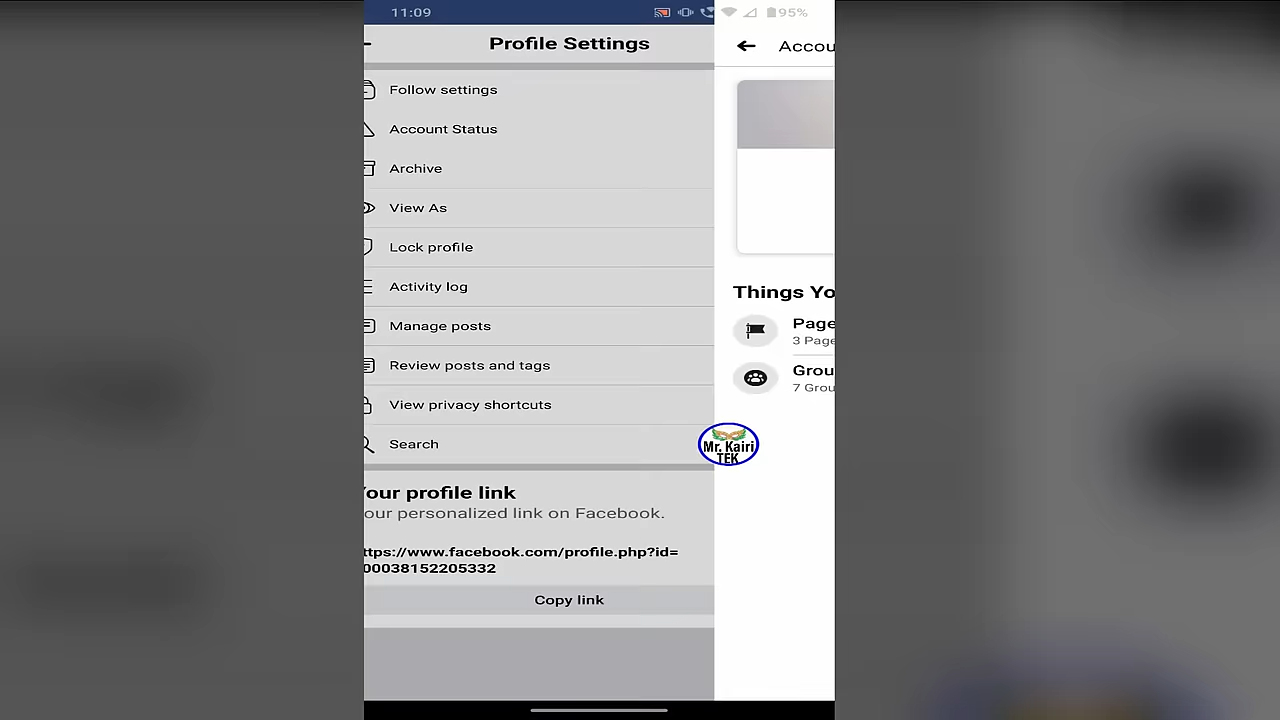 11:09
95%
Profile Settings
Accou
Follow settings
Account Status
Archive
View As
Lock profile
Activity log
Manage posts
Review posts and tags
View privacy shortcuts
Search
Things Yo
Page
3 Page
Grou
7 Grou
Mr. Kairi
TEK
Your profile link
our personalized link on Facebook.
ttps://www.facebook.com/profile.php?id=
00038152205332
Copy link